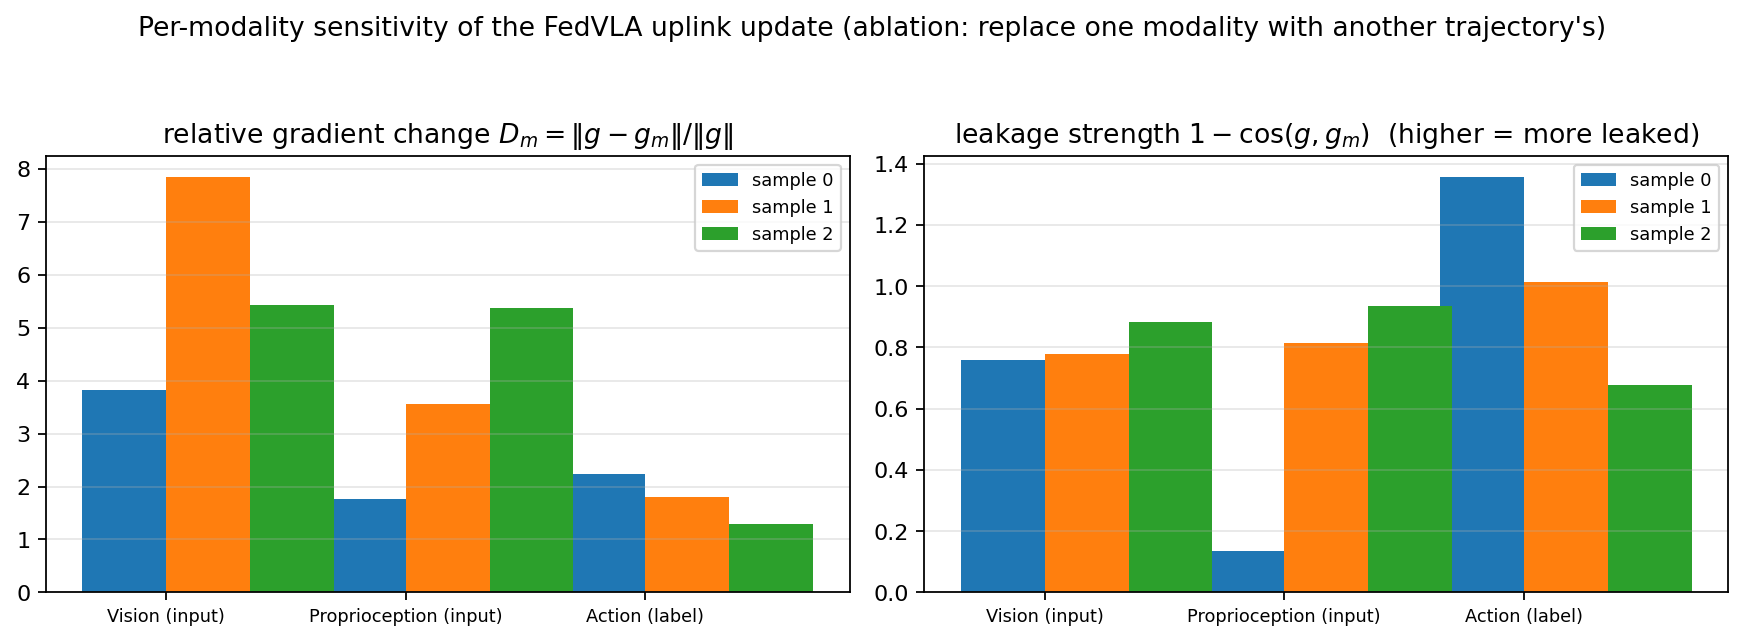 Per-modality sensitivity of the FedVLA uplink update (ablation: replace one modality with another trajectory's)
relative gradient change $D_m = \|g - g_m\|/\|g\|$
8
7
6
5
4
3
2
1
0
sample 0
sample 1
sample 2
Vision (input)
Proprioception (input)
Action (label)
leakage strength $1 - \cos(g, g_m)$ (higher = more leaked)
1.4
1.2
1.0
0.8
0.6
0.4
0.2
0.0
sample 0
sample 1
sample 2
Vision (input)
Proprioception (input)
Action (label)